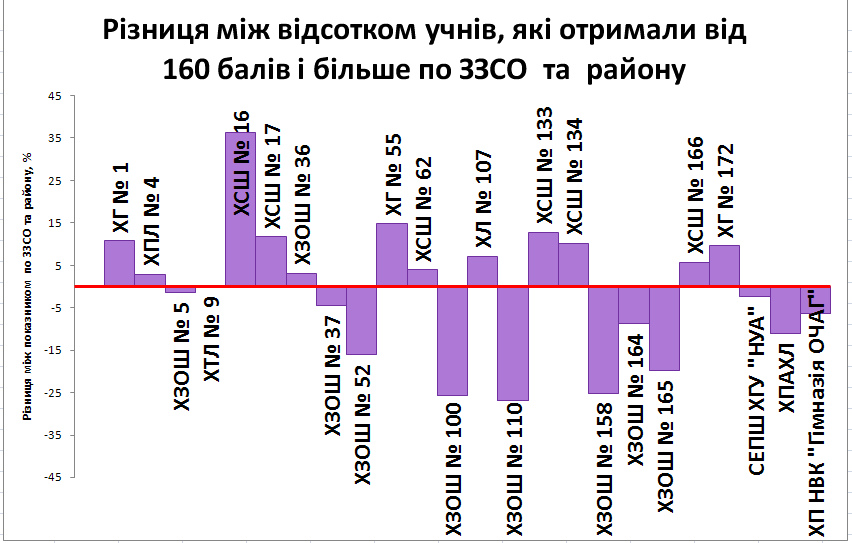 Різниця між відсотком учнів, які отримали від
160 балів і більше по ЗЗСО та району
Різниця між показником по ЗЗСО та району, %
45
35
25
15
5
-5
-15
-25
-35
-45
ХГ № 1
ХПЛ № 4
ХЗОШ № 5
ХТЛ № 9
ХСШ № 16
ХСШ № 17
ХЗОШ № 36
ХЗОШ № 37
ХЗОШ № 52
ХГ № 55
ХСШ № 62
ХЗОШ № 100
ХЛ № 107
ХЗОШ № 110
ХСШ № 133
ХСШ № 134
ХЗОШ № 158
ХЗОШ № 164
ХЗОШ № 165
ХСШ № 166
ХГ № 172
СЕПШ ХГУ "НУА"
ХПАХЛ
ХП НВК "Гімназія ОЧАГ"